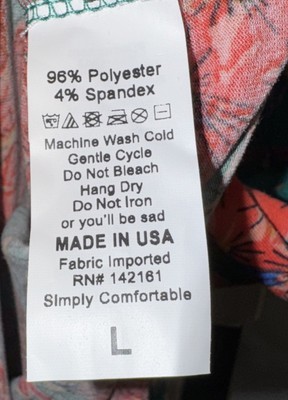 96% Polyester
4% Spandex
Machine Wash Cold
Gentle Cycle
Do Not Bleach
Hang Dry
Do Not Iron
or you'll be sad
MADE IN USA
Fabric Imported
RN# 142161
Simply Comfortable
L